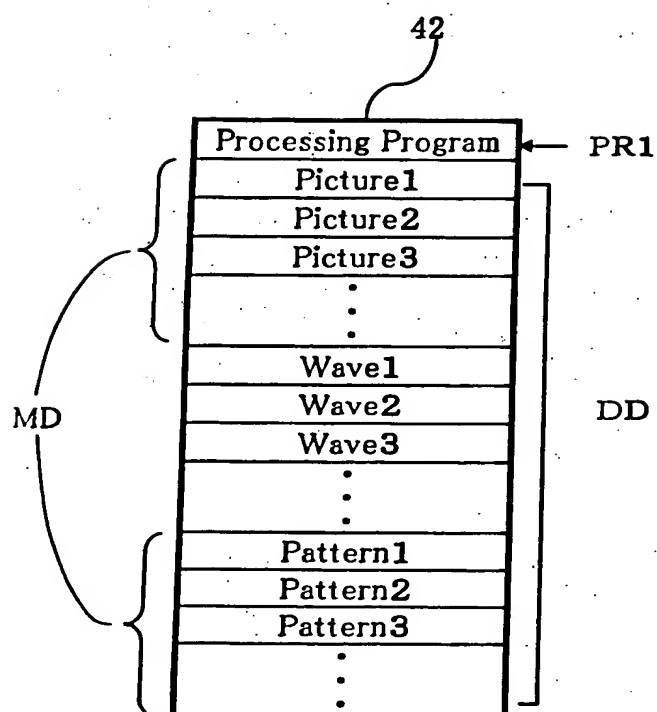 42
Processing Program
PR1
Picture1
Picture2
Picture3
Wave1
Wave2
Wave3
MD
DD
Pattern1
Pattern2
Pattern3